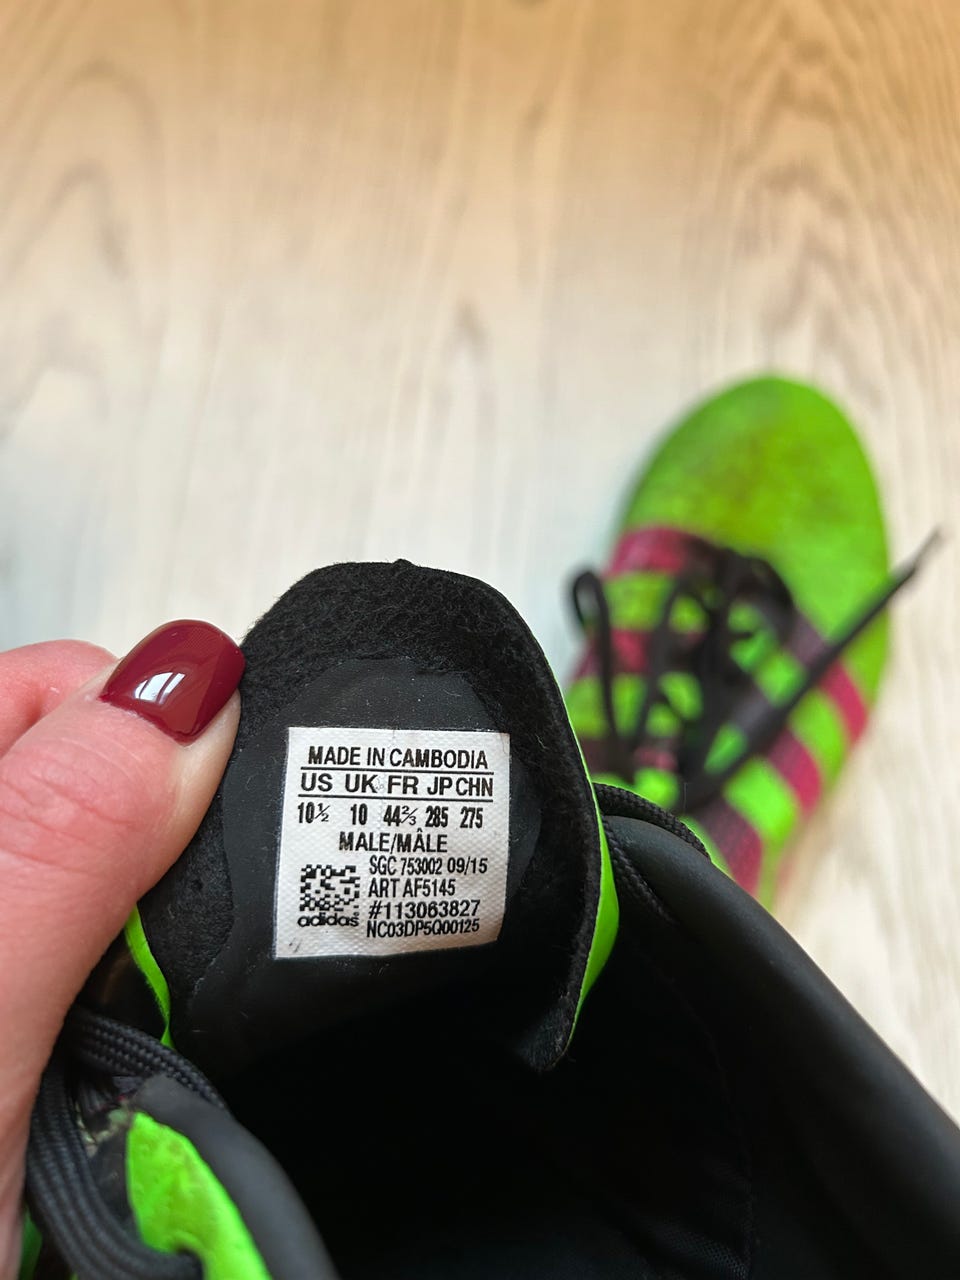 MADE IN CAMBODIA
US UK FR JP CHN
10½ 10 44⅔ 285 275
MALE/MÂLE
SGC 753002 09/15
ART AF5145
#113063827
adidas NC03DP5Q00125